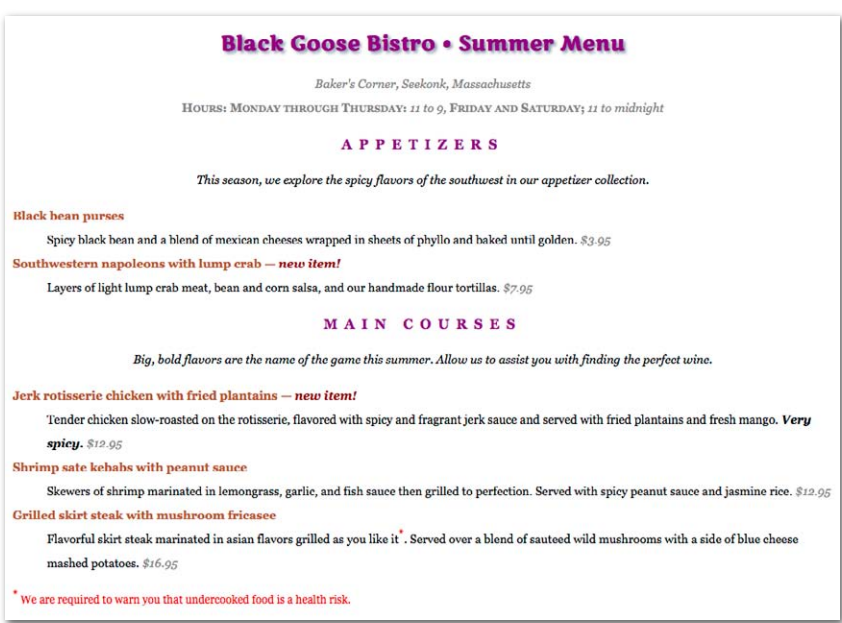 Black Goose Bistro • Summer Menu
Baker's Corner, Seekonk, Massachusetts
Hours: Monday through Thursday: 11 to 9, Friday and Saturday; 11 to midnight
APPETIZERS
This season, we explore the spicy flavors of the southwest in our appetizer collection.
Black bean purses
Spicy black bean and a blend of mexican cheeses wrapped in sheets of phyllo and baked until golden. $3.95
Southwestern napoleons with lump crab — new item!
Layers of light lump crab meat, bean and corn salsa, and our handmade flour tortillas. $7.95
MAIN COURSES
Big, bold flavors are the name of the game this summer. Allow us to assist you with finding the perfect wine.
Jerk rotisserie chicken with fried plantains — new item!
Tender chicken slow-roasted on the rotisserie, flavored with spicy and fragrant jerk sauce and served with fried plantains and fresh mango. Very
spicy. $12.95
Shrimp sate kebabs with peanut sauce
Skewers of shrimp marinated in lemongrass, garlic, and fish sauce then grilled to perfection. Served with spicy peanut sauce and jasmine rice. $12.95
Grilled skirt steak with mushroom fricasee
Flavorful skirt steak marinated in asian flavors grilled as you like it*. Served over a blend of sauteed wild mushrooms with a side of blue cheese
mashed potatoes. $16.95
* We are required to warn you that undercooked food is a health risk.